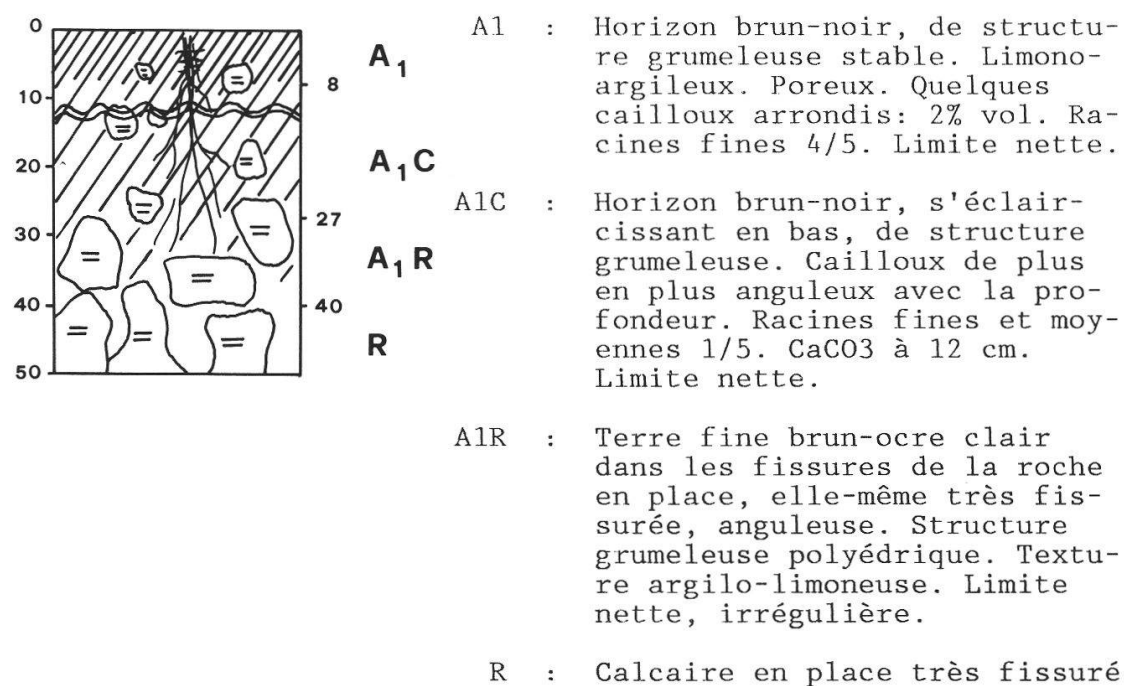 0
10
20
30
40
50
8
27
40
A1
A1C
A1R
R
A1 : Horizon brun-noir, de structu-
re grumeleuse stable. Limono-
argileux. Poreux. Quelques
cailloux arrondis: 2% vol. Ra-
cines fines 4/5. Limite nette.
A1C : Horizon brun-noir, s'éclair-
cissant en bas, de structure
grumeleuse. Cailloux de plus
en plus anguleux avec la pro-
fondeur. Racines fines et moy-
ennes 1/5. CaCO3 à 12 cm.
Limite nette.
A1R : Terre fine brun-ocre clair
dans les fissures de la roche
en place, elle-même très fis-
surée, anguleuse. Structure
grumeleuse polyédrique. Textu-
re argilo-limoneuse. Limite
nette, irrégulière.
R : Calcaire en place très fissuré